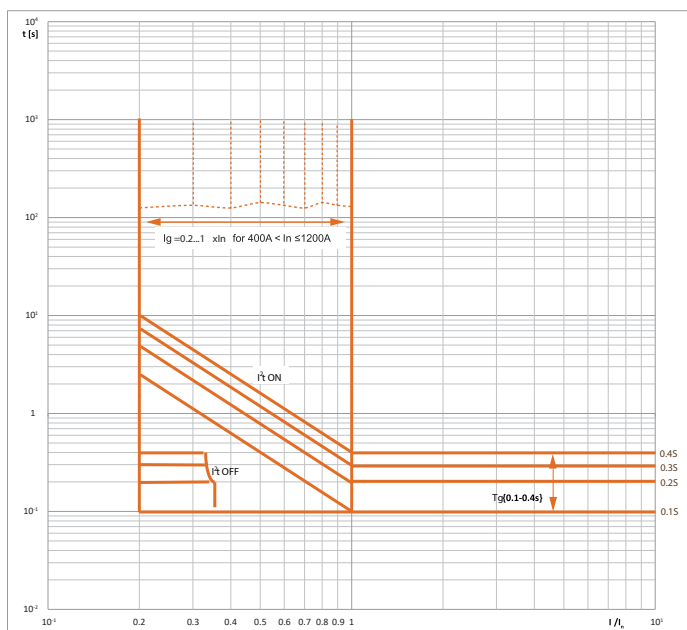 10⁴
t [s]
10³
10²
Ig =0.2...1 xIn for 400A < In ≤1200A
10¹
I²t ON
1
0.4S
0.3S
I²t OFF
0.2S
Tg(0.1-0.4s)
10⁻¹
0.1S
10⁻²
10⁻¹ 0.2 0.3 0.4 0.5 0.6 0.7 0.8 0.9 1 I /Iₙ 10¹